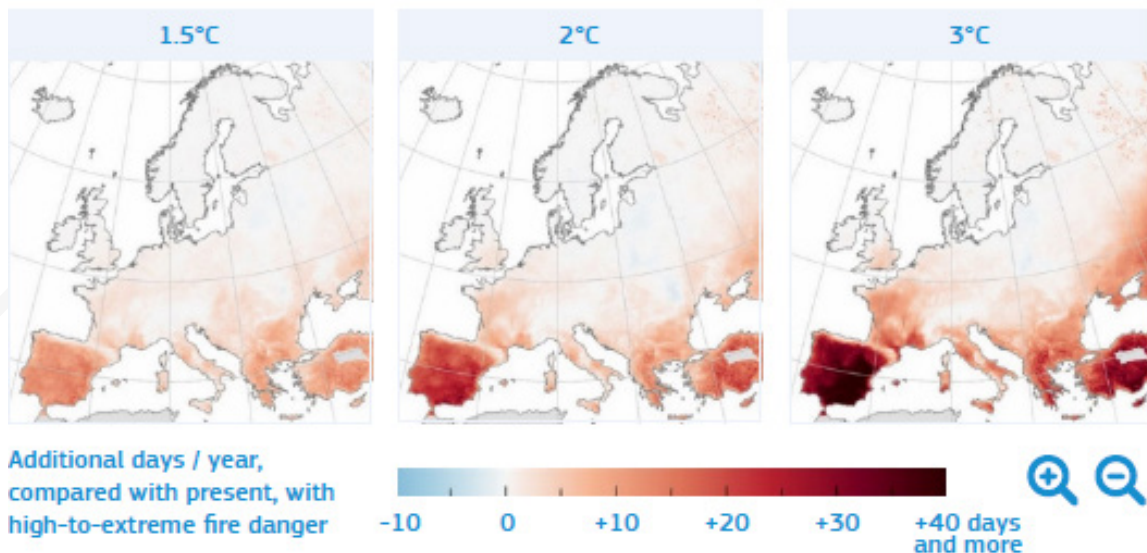 1.5°C
2°C
3°C
Additional days / year,
compared with present, with
high-to-extreme fire danger
-10 0 +10 +20 +30 +40 days
and more